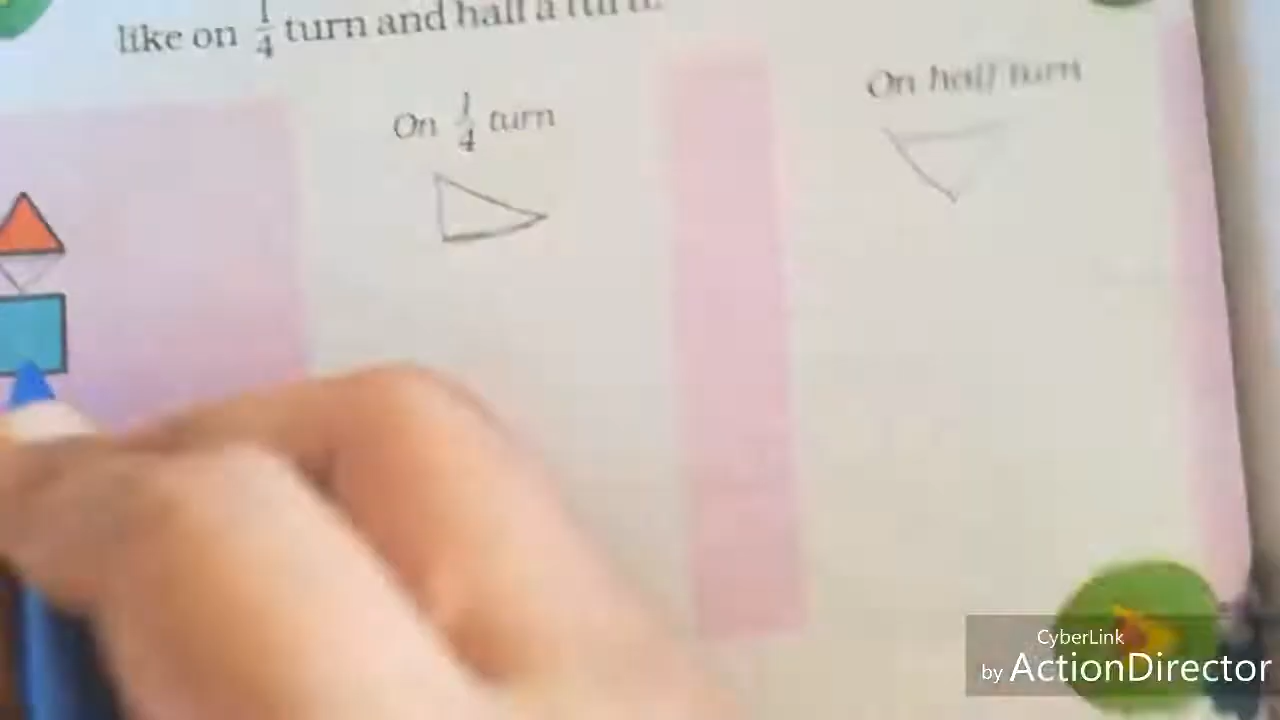 like on 1/4 turn and half a turn.
On 1/4 turn
On half turn
CyberLink
by ActionDirector